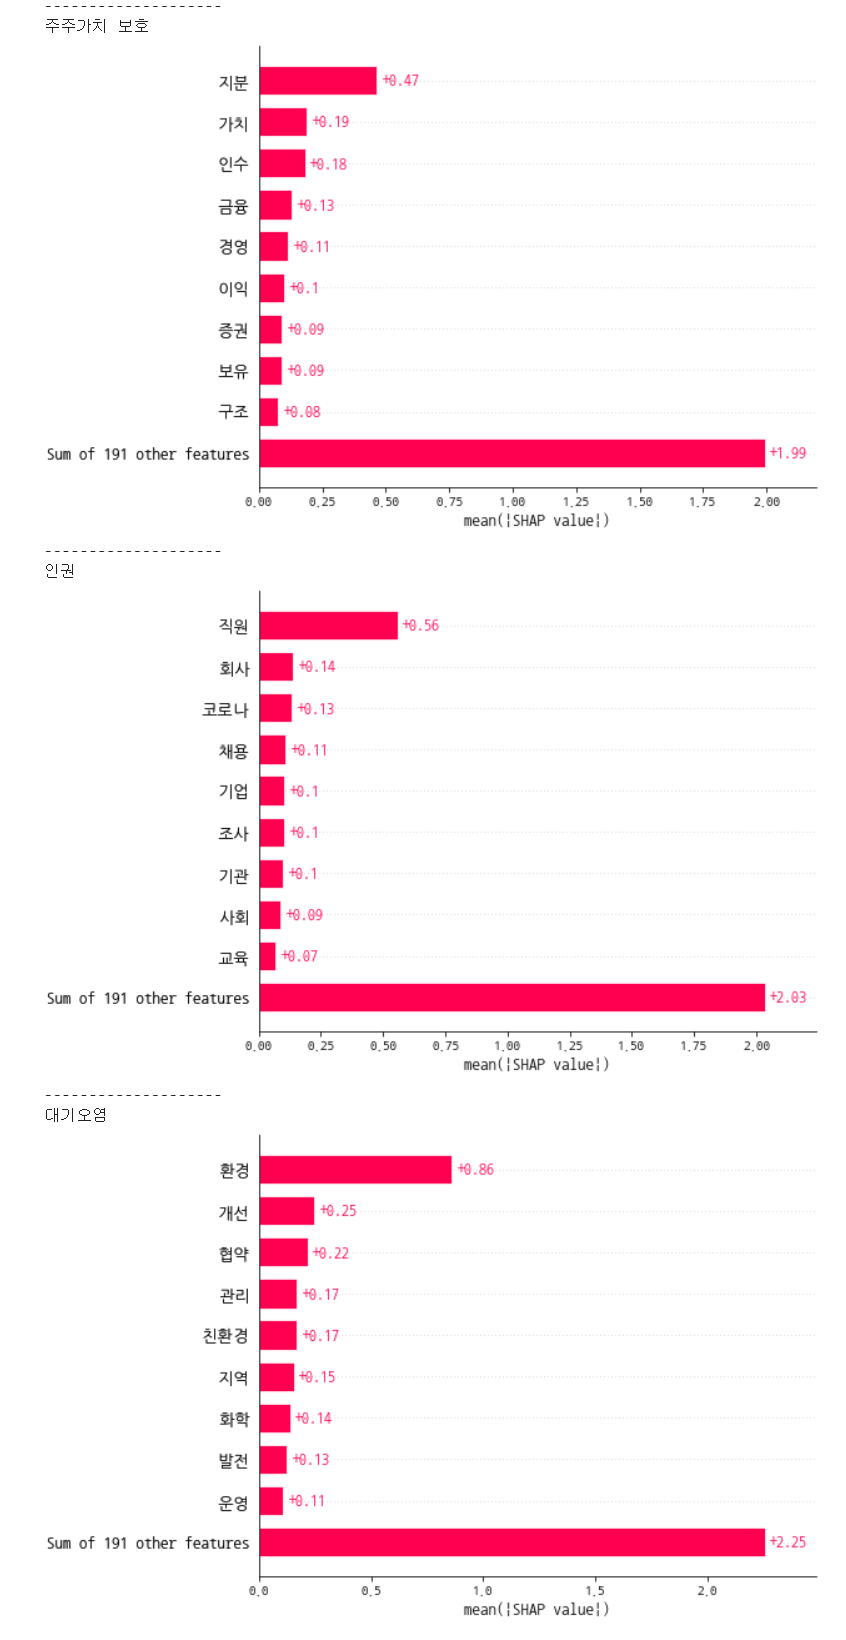 --------------------
주주가치 보호
지분 +0.47
가치 +0.19
인수 +0.18
금융 +0.13
경영 +0.11
이익 +0.1
증권 +0.09
보유 +0.09
구조 +0.08
Sum of 191 other features +1.99
0.00 0.25 0.50 0.75 1.00 1.25 1.50 1.75 2.00
mean(|SHAP value|)
--------------------
인권
직원 +0.56
회사 +0.14
코로나 +0.13
채용 +0.11
기업 +0.1
조사 +0.1
기관 +0.1
사회 +0.09
교육 +0.07
Sum of 191 other features +2.03
0.00 0.25 0.50 0.75 1.00 1.25 1.50 1.75 2.00
mean(|SHAP value|)
--------------------
대기오염
환경 +0.86
개선 +0.25
협약 +0.22
관리 +0.17
친환경 +0.17
지역 +0.15
화학 +0.14
발전 +0.13
운영 +0.11
Sum of 191 other features +2.25
0.0 0.5 1.0 1.5 2.0
mean(|SHAP value|)